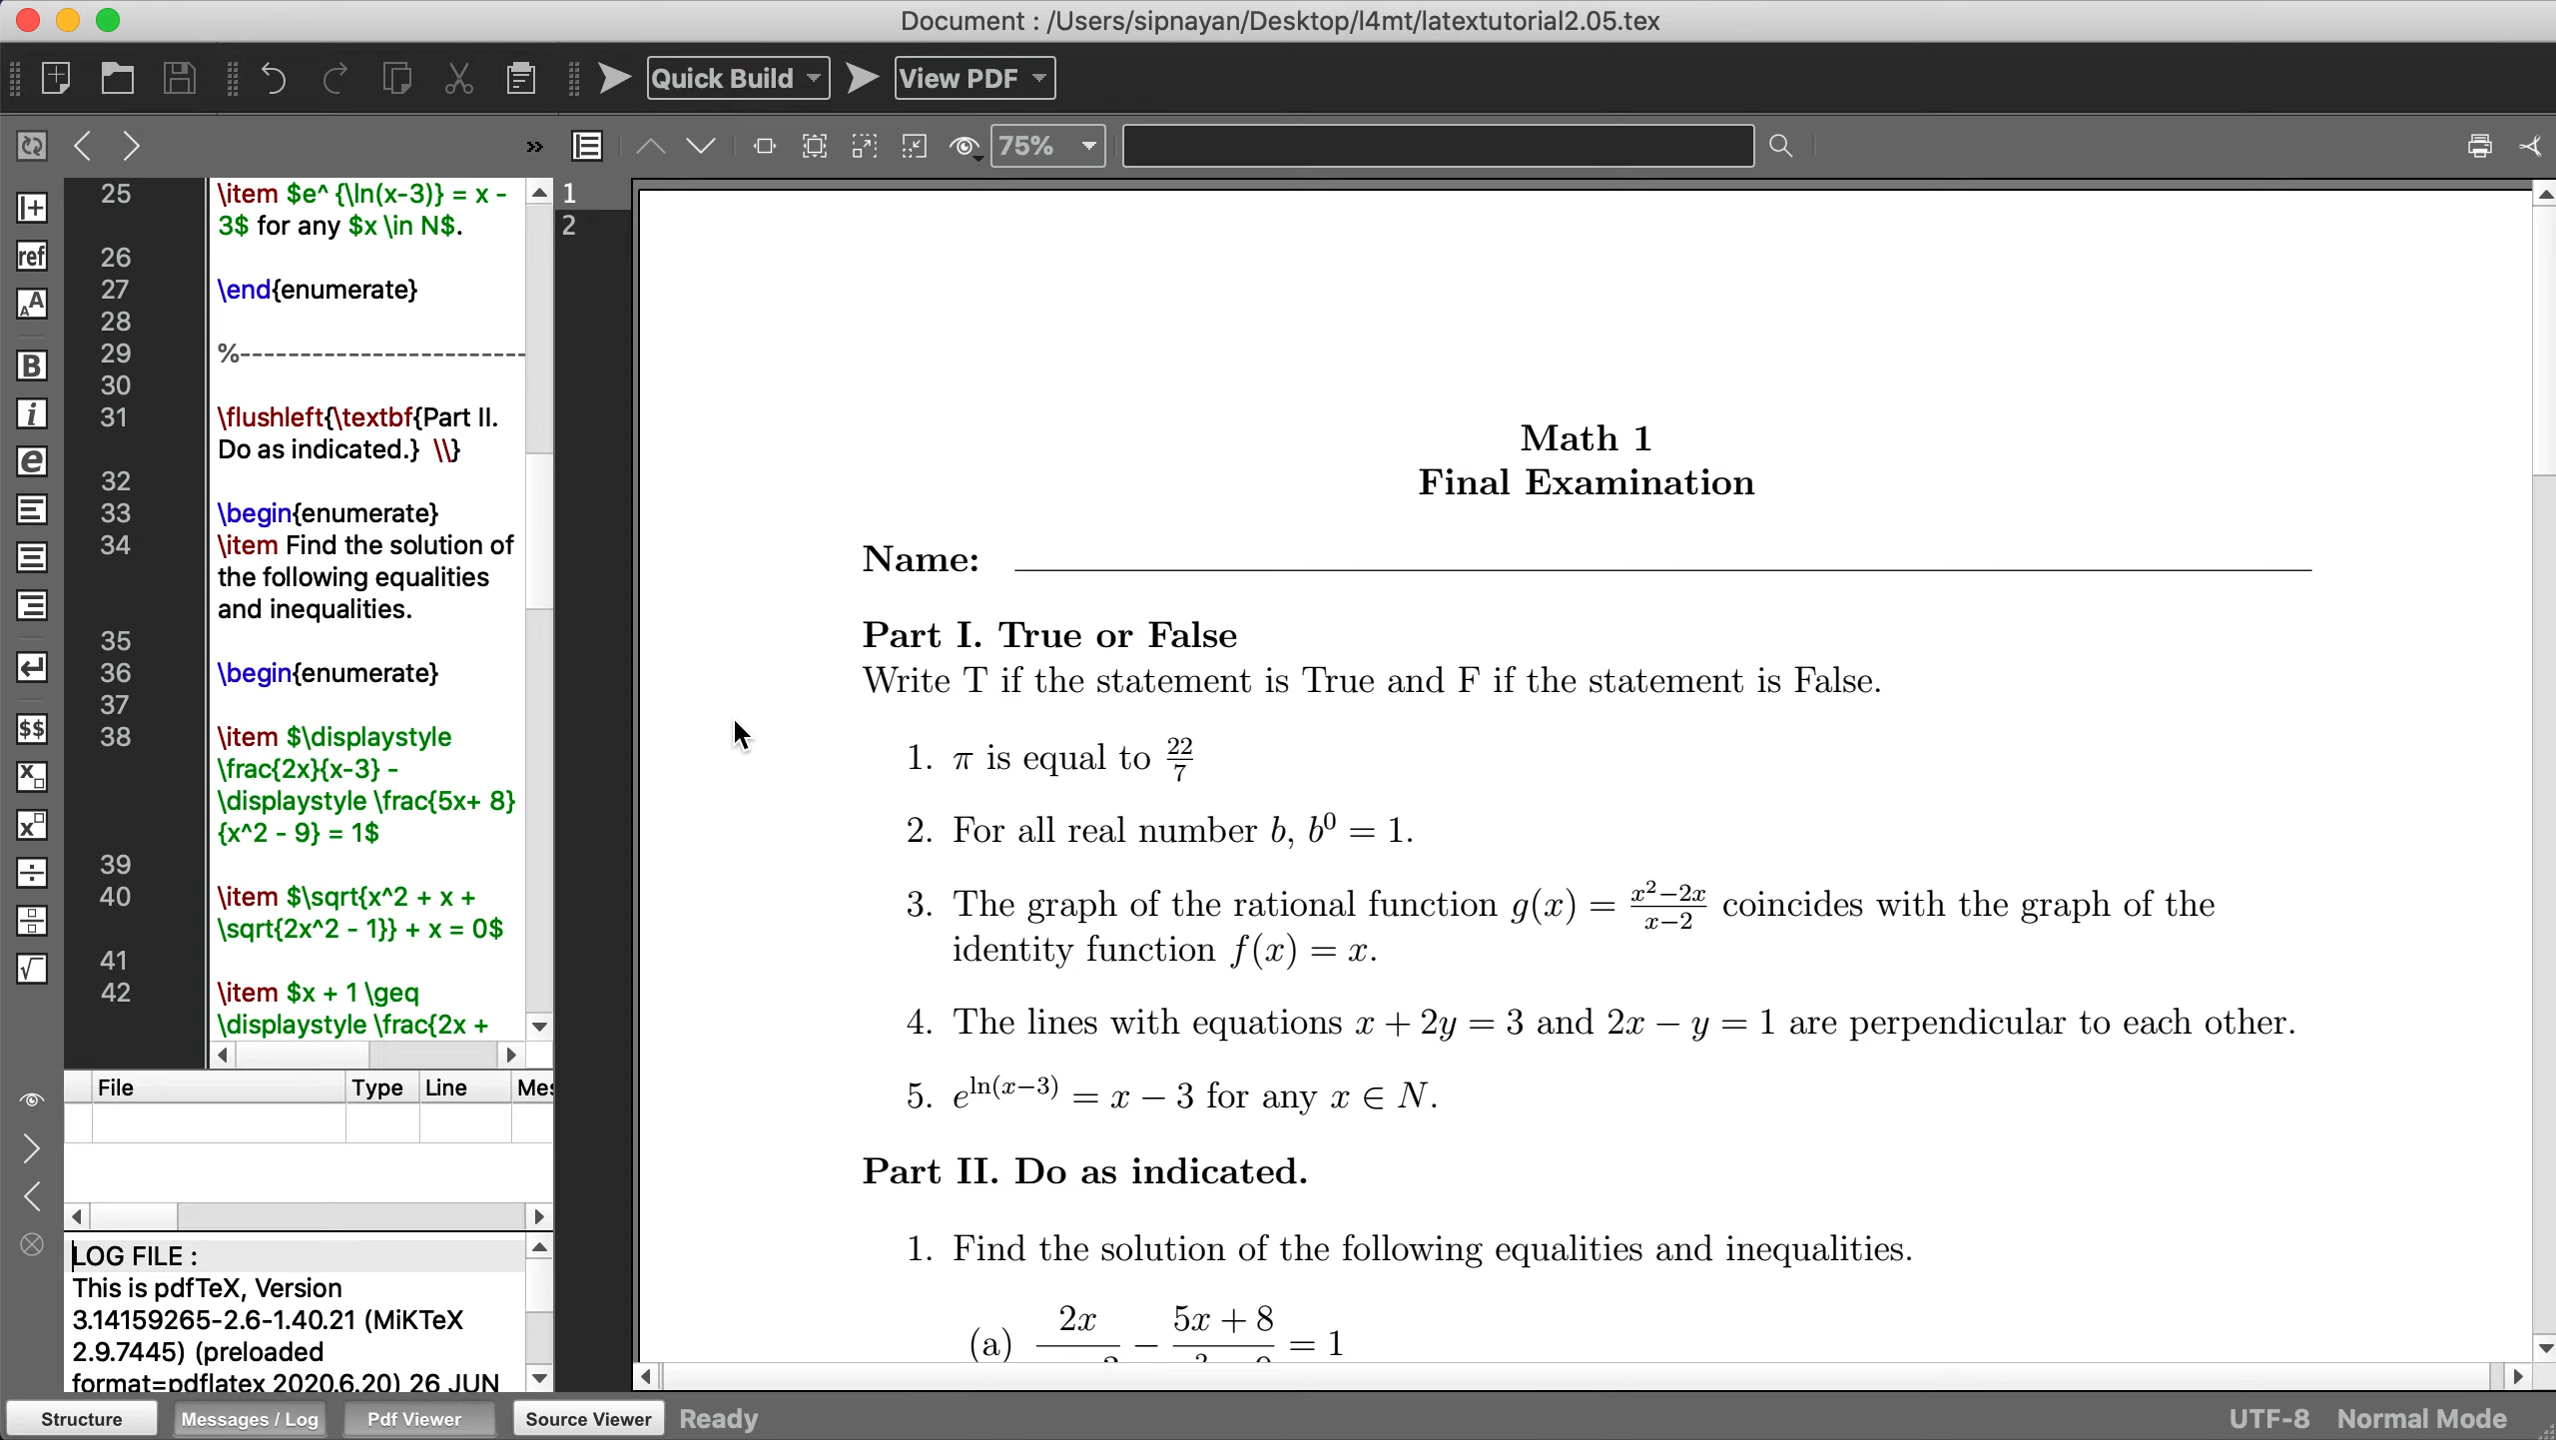 Document : /Users/sipnayan/Desktop/l4mt/latextutorial2.05.tex
Quick Build
View PDF
75%
25 \item $e^ {\ln(x-3)} = x -
3$ for any $x \in N$.
26
27 \end{enumerate}
28
29 %------------------------
30
31 \flushleft{\textbf{Part II.
Do as indicated.} \\}
32
33 \begin{enumerate}
34 \item Find the solution of
the following equalities
and inequalities.
35
36 \begin{enumerate}
37
38 \item $\displaystyle
\frac{2x}{x-3} -
\displaystyle \frac{5x+ 8}
{x^2 - 9} = 1$
39
40 \item $\sqrt{x^2 + x +
\sqrt{2x^2 - 1}} + x = 0$
41
42 \item $x + 1 \geq
\displaystyle \frac{2x +
File Type Line Mes
LOG FILE :
This is pdfTeX, Version
3.14159265-2.6-1.40.21 (MiKTeX
2.9.7445) (preloaded
format=pdflatex 2020.6.20) 26 JUN
1
2
Math 1
Final Examination
Name:
Part I. True or False
Write T if the statement is True and F if the statement is False.
1. π is equal to 22/7
2. For all real number b, b⁰ = 1.
3. The graph of the rational function g(x) = x²−2x/x−2 coincides with the graph of the
identity function f(x) = x.
4. The lines with equations x + 2y = 3 and 2x − y = 1 are perpendicular to each other.
5. e^ln(x−3) = x − 3 for any x ∈ N.
Part II. Do as indicated.
1. Find the solution of the following equalities and inequalities.
(a) 2x − 5x + 8 = 1
Structure Messages / Log Pdf Viewer Source Viewer Ready UTF-8 Normal Mode